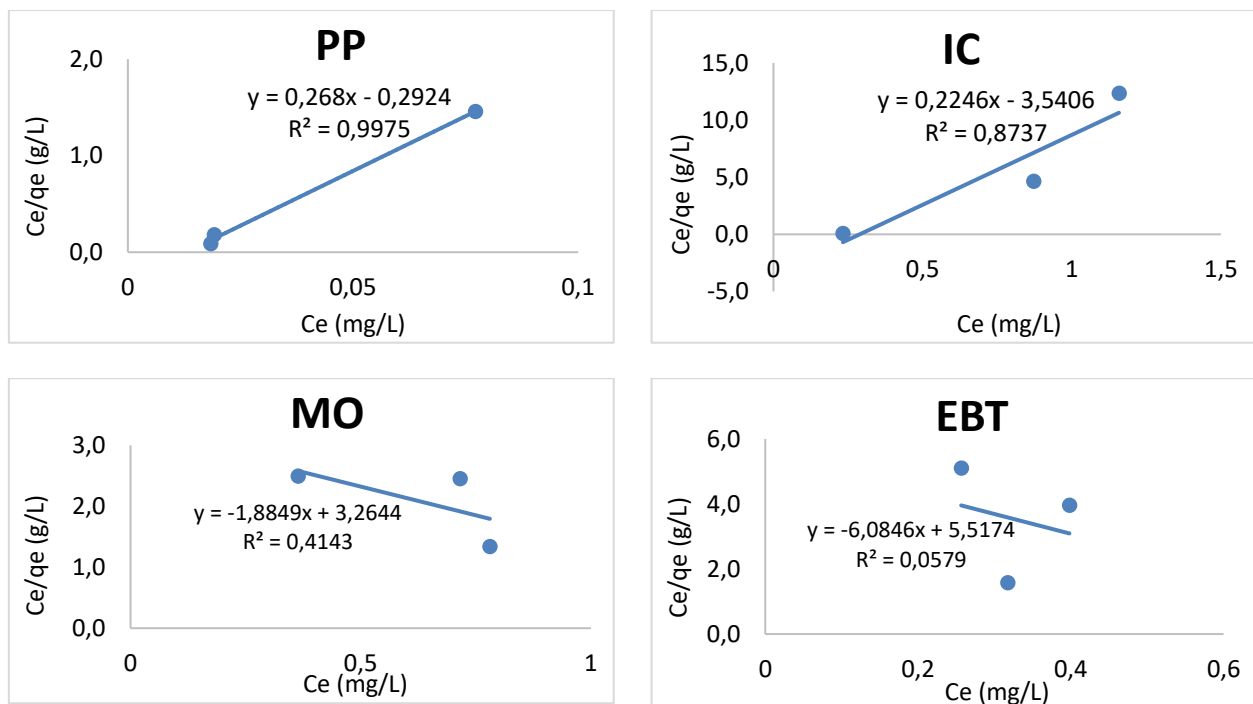 PP
y = 0,268x - 0,2924
R² = 0,9975
Ce/qe (g/L)
2,0
1,0
0,0
0
0,05
0,1
Ce (mg/L)
IC
y = 0,2246x - 3,5406
R² = 0,8737
Ce/qe (g/L)
15,0
10,0
5,0
0,0
-5,0
0
0,5
1
1,5
Ce (mg/L)
MO
y = -1,8849x + 3,2644
R² = 0,4143
Ce/qe (g/L)
3,0
2,0
1,0
0,0
0
0,5
1
Ce (mg/L)
EBT
y = -6,0846x + 5,5174
R² = 0,0579
Ce/qe (g/L)
6,0
4,0
2,0
0,0
0
0,2
0,4
0,6
Ce (mg/L)